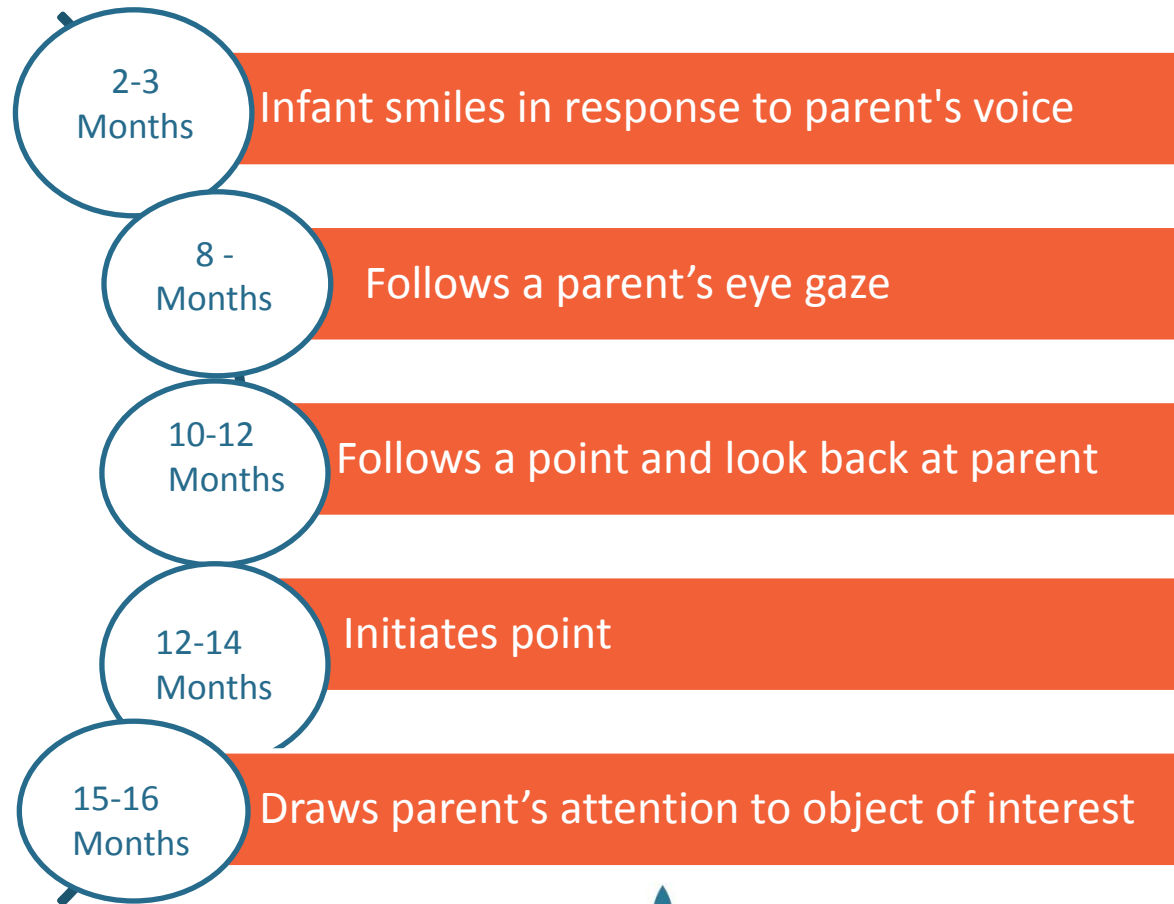 2-3
Months
Infant smiles in response to parent's voice
8 -
Months
Follows a parent’s eye gaze
10-12
Months
Follows a point and look back at parent
12-14
Months
Initiates point
15-16
Months
Draws parent’s attention to object of interest